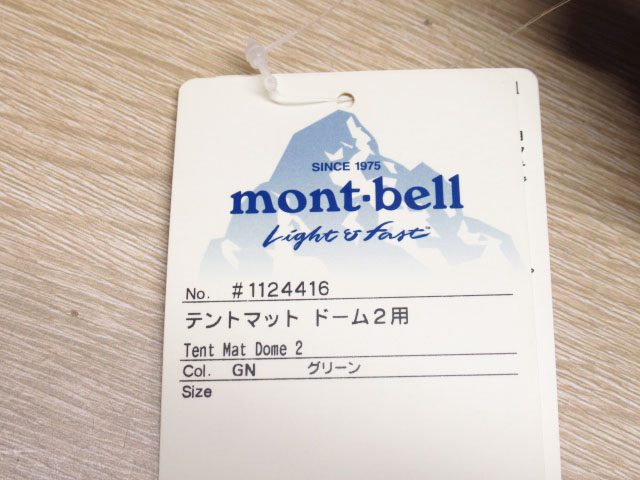 SINCE 1975
mont-bell
Light & Fast™
No. #1124416
テントマット ドーム2用
Tent Mat Dome 2
Col. GN グリーン
Size